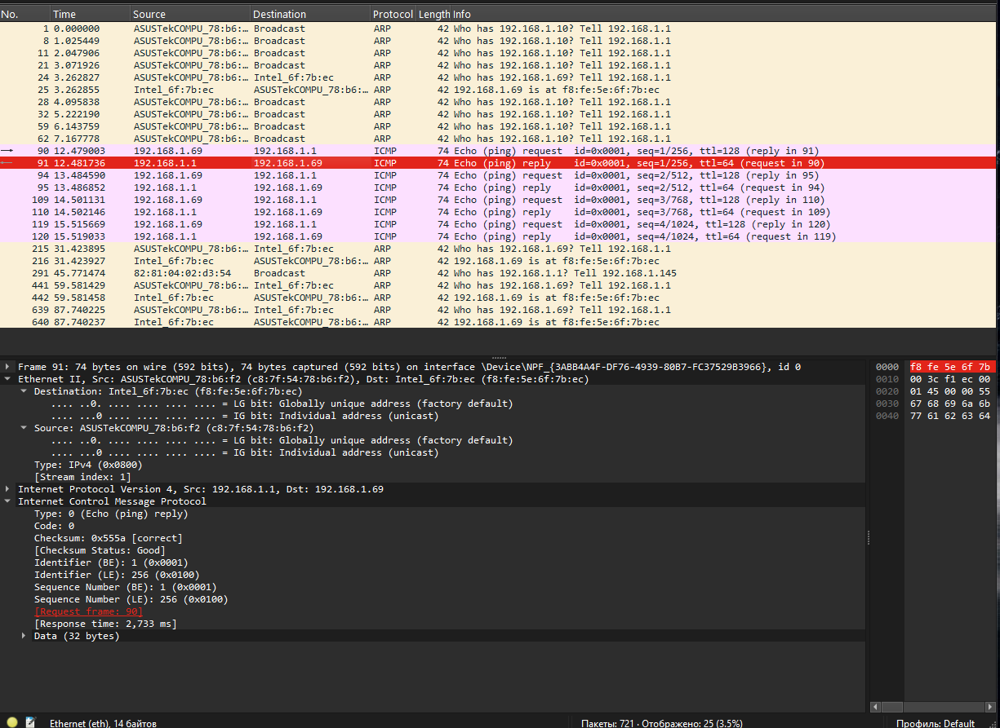 No. Time Source Destination Protocol Length Info
1 0.000000 ASUSTekCOMPU_78:b6:… Broadcast ARP 42 Who has 192.168.1.10? Tell 192.168.1.1
8 1.025449 ASUSTekCOMPU_78:b6:… Broadcast ARP 42 Who has 192.168.1.10? Tell 192.168.1.1
11 2.047906 ASUSTekCOMPU_78:b6:… Broadcast ARP 42 Who has 192.168.1.10? Tell 192.168.1.1
21 3.071926 ASUSTekCOMPU_78:b6:… Broadcast ARP 42 Who has 192.168.1.10? Tell 192.168.1.1
24 3.262827 ASUSTekCOMPU_78:b6:… Intel_6f:7b:ec ARP 42 Who has 192.168.1.69? Tell 192.168.1.1
25 3.262855 Intel_6f:7b:ec ASUSTekCOMPU_78:b6:… ARP 42 192.168.1.69 is at f8:fe:5e:6f:7b:ec
28 4.095838 ASUSTekCOMPU_78:b6:… Broadcast ARP 42 Who has 192.168.1.10? Tell 192.168.1.1
32 5.222190 ASUSTekCOMPU_78:b6:… Broadcast ARP 42 Who has 192.168.1.10? Tell 192.168.1.1
59 6.143759 ASUSTekCOMPU_78:b6:… Broadcast ARP 42 Who has 192.168.1.10? Tell 192.168.1.1
62 7.167778 ASUSTekCOMPU_78:b6:… Broadcast ARP 42 Who has 192.168.1.10? Tell 192.168.1.1
90 12.479003 192.168.1.69 192.168.1.1 ICMP 74 Echo (ping) request id=0x0001, seq=1/256, ttl=128 (reply in 91)
91 12.481736 192.168.1.1 192.168.1.69 ICMP 74 Echo (ping) reply id=0x0001, seq=1/256, ttl=64 (request in 90)
94 13.484590 192.168.1.69 192.168.1.1 ICMP 74 Echo (ping) request id=0x0001, seq=2/512, ttl=128 (reply in 95)
95 13.486852 192.168.1.1 192.168.1.69 ICMP 74 Echo (ping) reply id=0x0001, seq=2/512, ttl=64 (request in 94)
109 14.501131 192.168.1.69 192.168.1.1 ICMP 74 Echo (ping) request id=0x0001, seq=3/768, ttl=128 (reply in 110)
110 14.502146 192.168.1.1 192.168.1.69 ICMP 74 Echo (ping) reply id=0x0001, seq=3/768, ttl=64 (request in 109)
119 15.515669 192.168.1.69 192.168.1.1 ICMP 74 Echo (ping) request id=0x0001, seq=4/1024, ttl=128 (reply in 120)
120 15.519033 192.168.1.1 192.168.1.69 ICMP 74 Echo (ping) reply id=0x0001, seq=4/1024, ttl=64 (request in 119)
215 31.423895 ASUSTekCOMPU_78:b6:… Intel_6f:7b:ec ARP 42 Who has 192.168.1.69? Tell 192.168.1.1
216 31.423927 Intel_6f:7b:ec ASUSTekCOMPU_78:b6:… ARP 42 192.168.1.69 is at f8:fe:5e:6f:7b:ec
291 45.771474 82:81:04:02:d3:54 Broadcast ARP 42 Who has 192.168.1.1? Tell 192.168.1.145
441 59.581429 ASUSTekCOMPU_78:b6:… Intel_6f:7b:ec ARP 42 Who has 192.168.1.69? Tell 192.168.1.1
442 59.581458 Intel_6f:7b:ec ASUSTekCOMPU_78:b6:… ARP 42 192.168.1.69 is at f8:fe:5e:6f:7b:ec
639 87.740225 ASUSTekCOMPU_78:b6:… Intel_6f:7b:ec ARP 42 Who has 192.168.1.69? Tell 192.168.1.1
640 87.740237 Intel_6f:7b:ec ASUSTekCOMPU_78:b6:… ARP 42 192.168.1.69 is at f8:fe:5e:6f:7b:ec
Frame 91: 74 bytes on wire (592 bits), 74 bytes captured (592 bits) on interface \Device\NPF_{3ABB4A4F-DF76-4939-80B7-FC37529B3966}, id 0
Ethernet II, Src: ASUSTekCOMPU_78:b6:f2 (c8:7f:54:78:b6:f2), Dst: Intel_6f:7b:ec (f8:fe:5e:6f:7b:ec)
Destination: Intel_6f:7b:ec (f8:fe:5e:6f:7b:ec)
.... ..0. .... .... .... .... = LG bit: Globally unique address (factory default)
.... ...0 .... .... .... .... = IG bit: Individual address (unicast)
Source: ASUSTekCOMPU_78:b6:f2 (c8:7f:54:78:b6:f2)
.... ..0. .... .... .... .... = LG bit: Globally unique address (factory default)
.... ...0 .... .... .... .... = IG bit: Individual address (unicast)
Type: IPv4 (0x0800)
[Stream index: 1]
Internet Protocol Version 4, Src: 192.168.1.1, Dst: 192.168.1.69
Internet Control Message Protocol
Type: 0 (Echo (ping) reply)
Code: 0
Checksum: 0x555a [correct]
[Checksum Status: Good]
Identifier (BE): 1 (0x0001)
Identifier (LE): 256 (0x0100)
Sequence Number (BE): 1 (0x0001)
Sequence Number (LE): 256 (0x0100)
[Request frame: 90]
[Response time: 2,733 ms]
Data (32 bytes)
0000 f8 fe 5e 6f 7b
0010 00 3c f1 ec 00
0020 01 45 00 00 55
0030 67 68 69 6a 6b
0040 77 61 62 63 64
Ethernet (eth), 14 байтов
Пакеты: 721 · Отображено: 25 (3.5%)
Профиль: Default